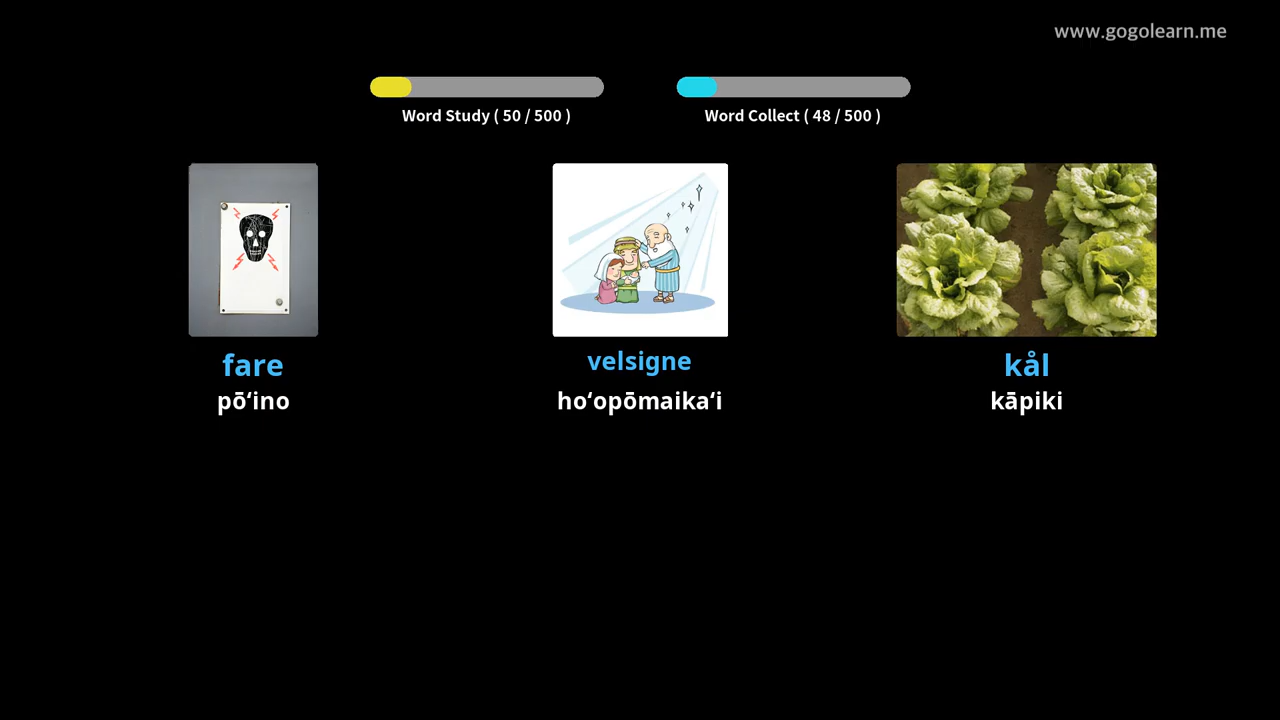 www.gogolearn.me
Word Study ( 50 / 500 )
Word Collect ( 48 / 500 )
fare
pōʻino
velsigne
hoʻopōmaikaʻi
kål
kāpiki